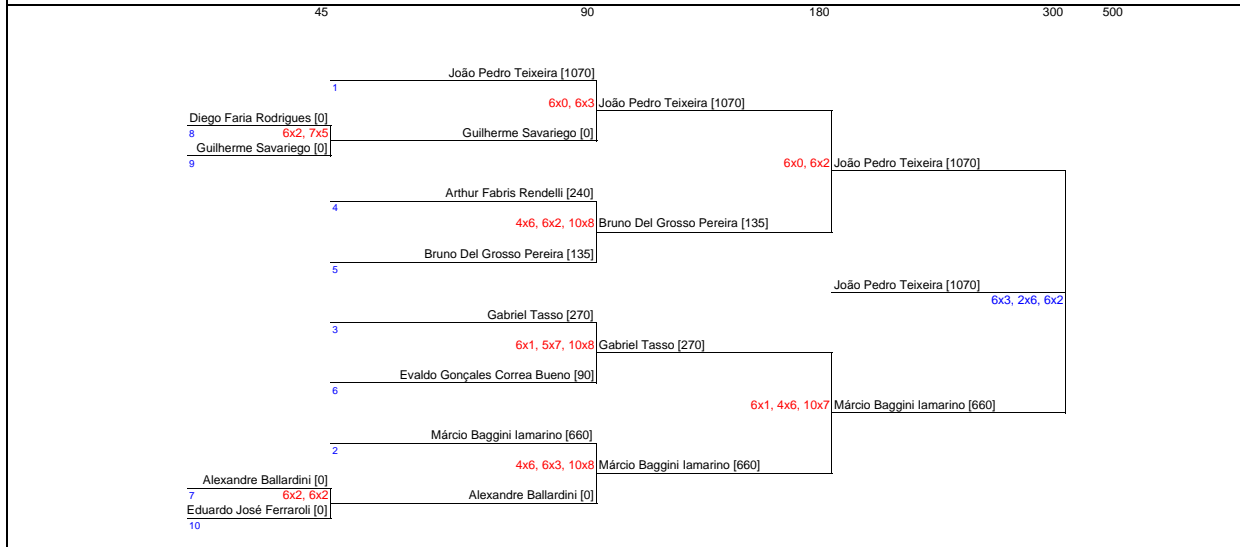 45 90 180 300 500
João Pedro Teixeira [1070]
1
6x0, 6x3 João Pedro Teixeira [1070]
Diego Faria Rodrigues [0]
8 6x2, 7x5
Guilherme Savariego [0]
Guilherme Savariego [0]
9
6x0, 6x2 João Pedro Teixeira [1070]
Arthur Fabris Rendelli [240]
4
4x6, 6x2, 10x8 Bruno Del Grosso Pereira [135]
Bruno Del Grosso Pereira [135]
5
João Pedro Teixeira [1070]
6x3, 2x6, 6x2
Gabriel Tasso [270]
3
6x1, 5x7, 10x8 Gabriel Tasso [270]
Evaldo Gonçales Correa Bueno [90]
6
6x1, 4x6, 10x7 Márcio Baggini Iamarino [660]
Márcio Baggini Iamarino [660]
2
4x6, 6x3, 10x8 Márcio Baggini Iamarino [660]
Alexandre Ballardini [0]
7 6x2, 6x2
Alexandre Ballardini [0]
Eduardo José Ferraroli [0]
10